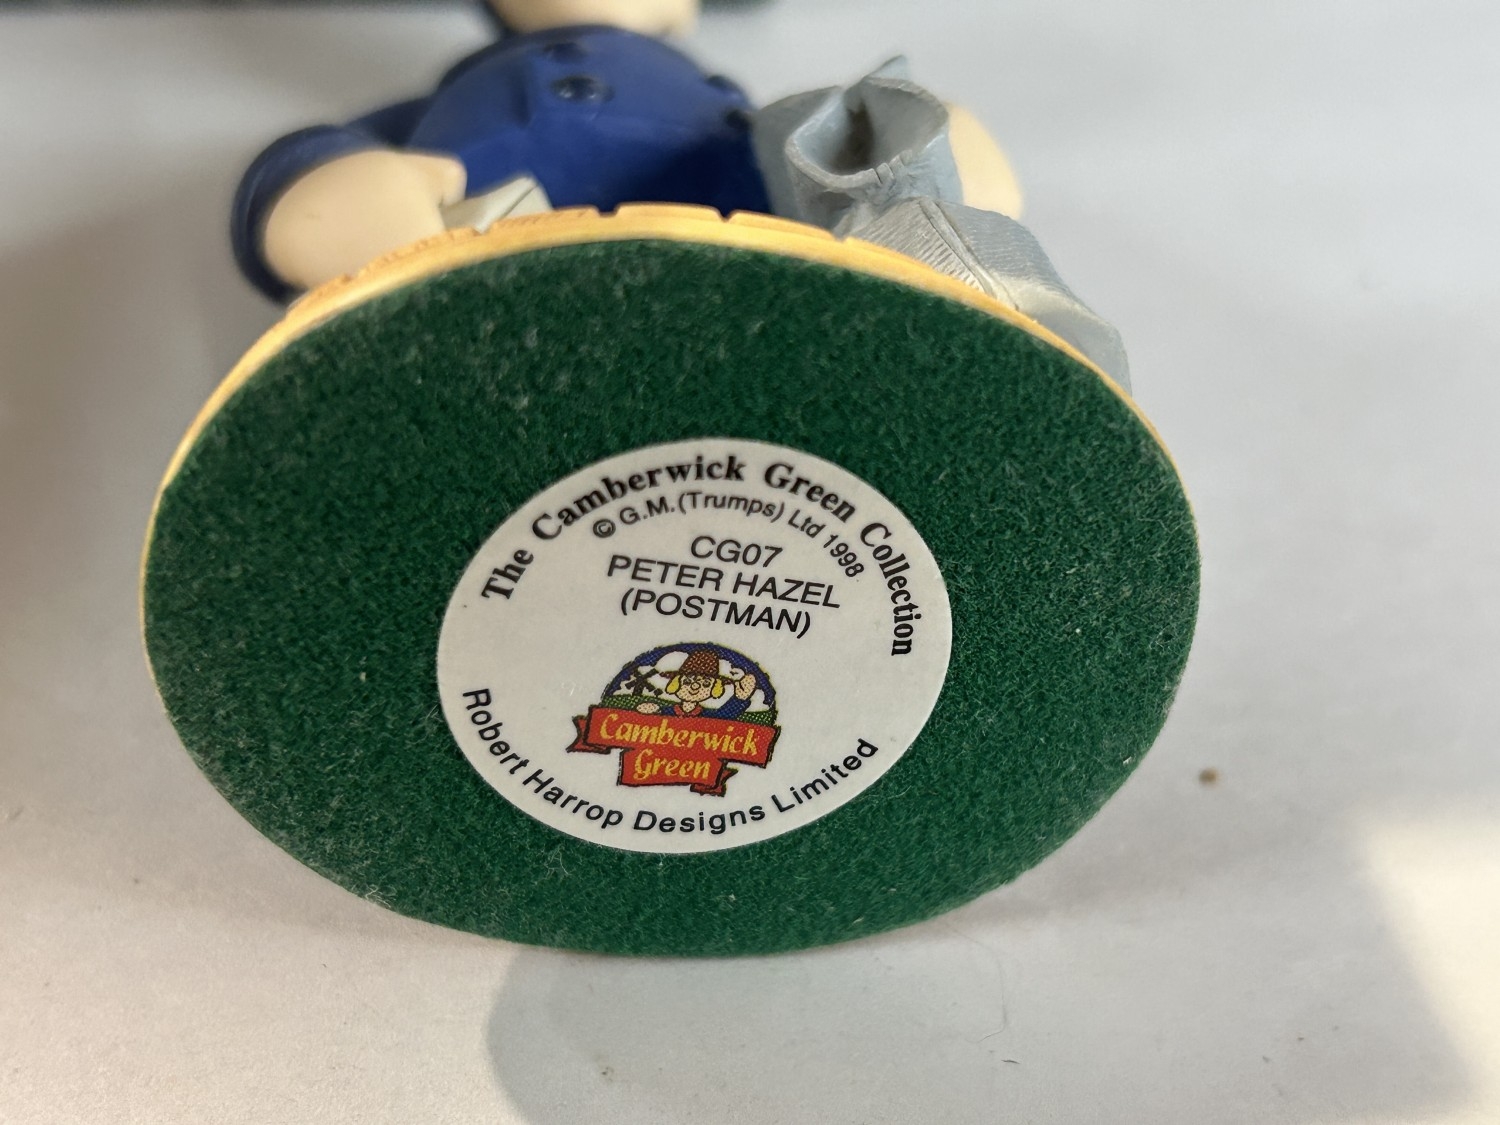 The Camberwick Green Collection
© G.M.(Trumps) Ltd 1998
CG07
PETER HAZEL
(POSTMAN)
Camberwick
Green
Robert Harrop Designs Limited